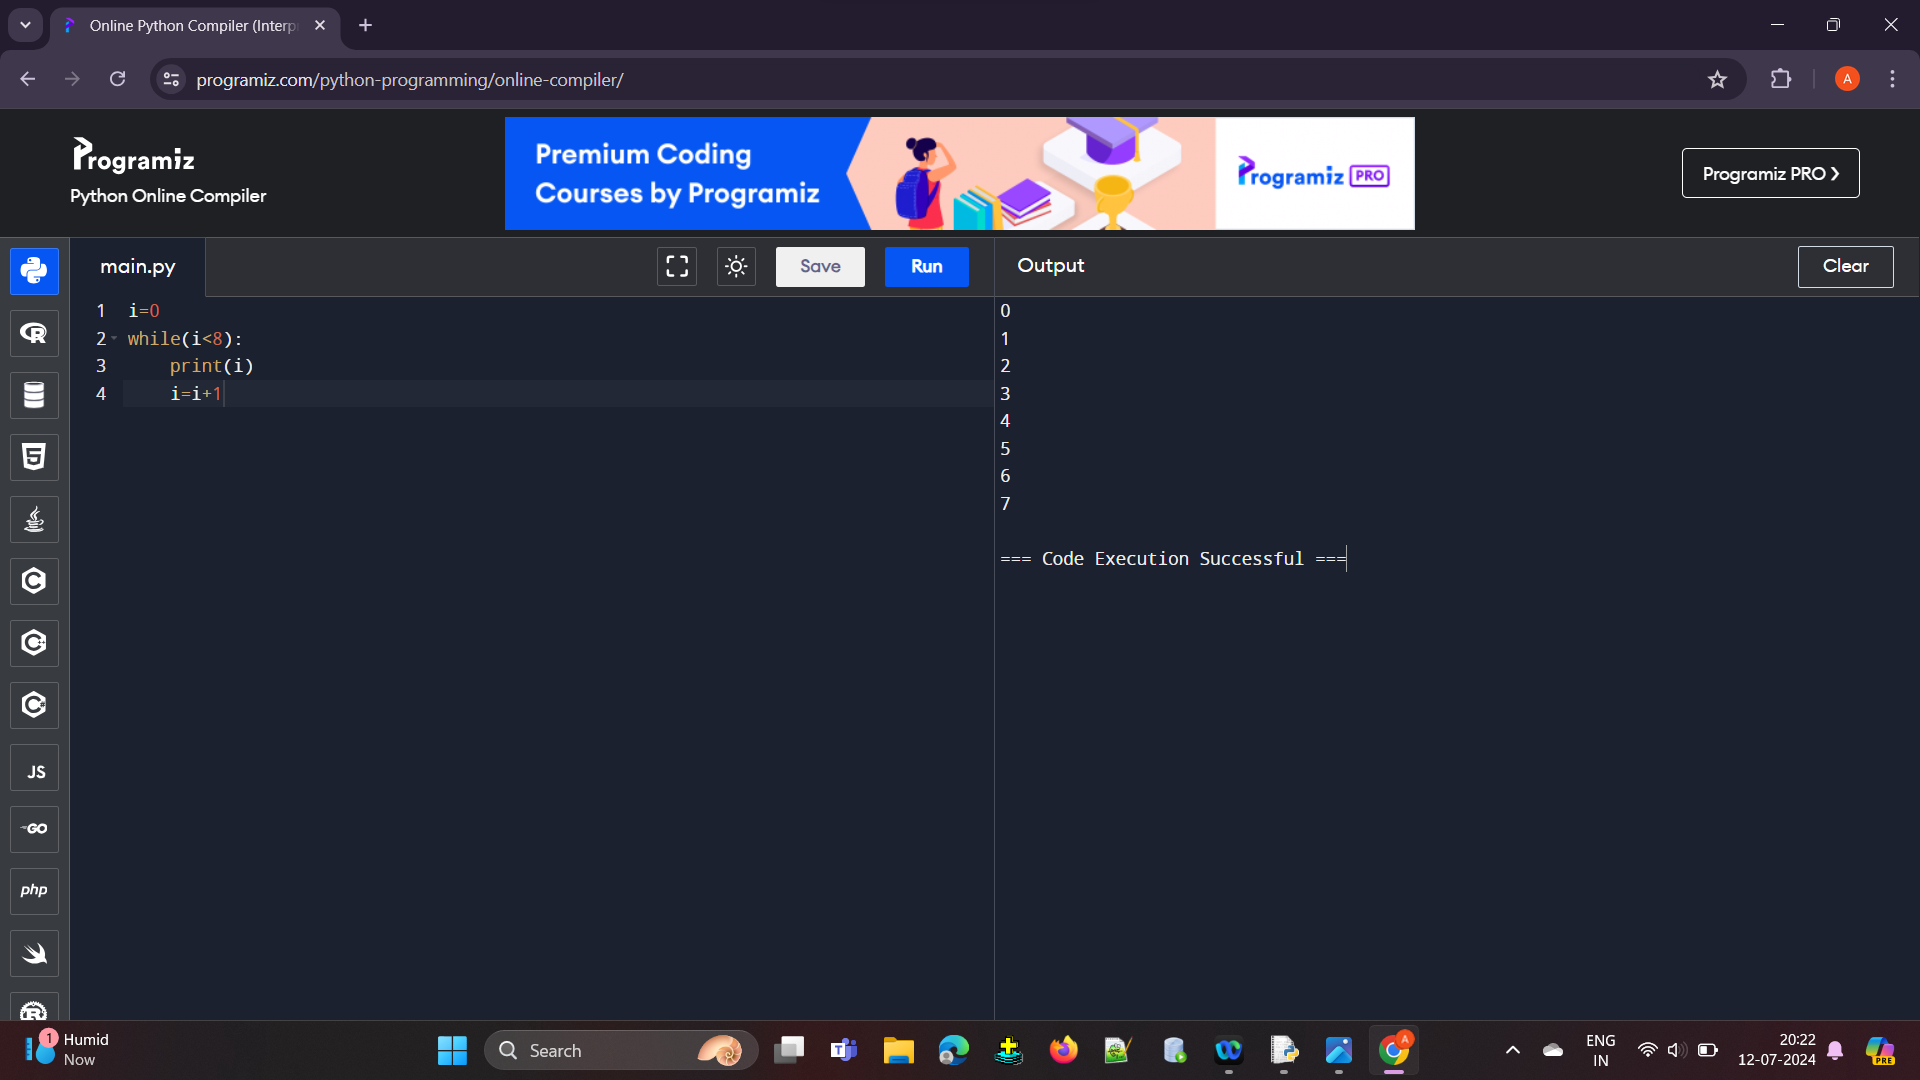 Online Python Compiler (Interp
programiz.com/python-programming/online-compiler/
Programiz
Python Online Compiler
Premium Coding
Courses by Programiz
Programiz PRO
Programiz PRO
main.py
Save
Run
Output
Clear
1 i=0
2 while(i<8):
3 print(i)
4 i=i+1
0
1
2
3
4
5
6
7
=== Code Execution Successful ===
R
5
C
C++
C#
JS
GO
php
R
1
Humid
Now
Search
T
A
A
ENG
IN
20:22
12-07-2024
PRE